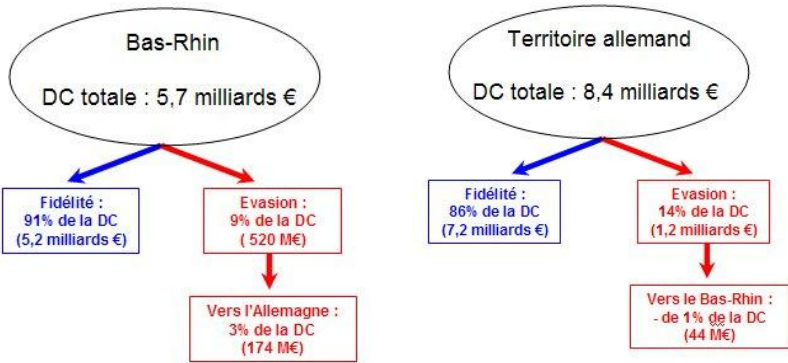 Bas-Rhin
DC totale : 5,7 milliards €
Fidélité :
91% de la DC
(5,2 milliards €)
Evasion :
9% de la DC
( 520 M€)
Vers l'Allemagne :
3% de la DC
(174 M€)
Territoire allemand
DC totale : 8,4 milliards €
Fidélité :
86% de la DC
(7,2 milliards €)
Evasion :
14% de la DC
(1,2 milliards €)
Vers le Bas-Rhin :
- de 1% de la DC
(44 M€)